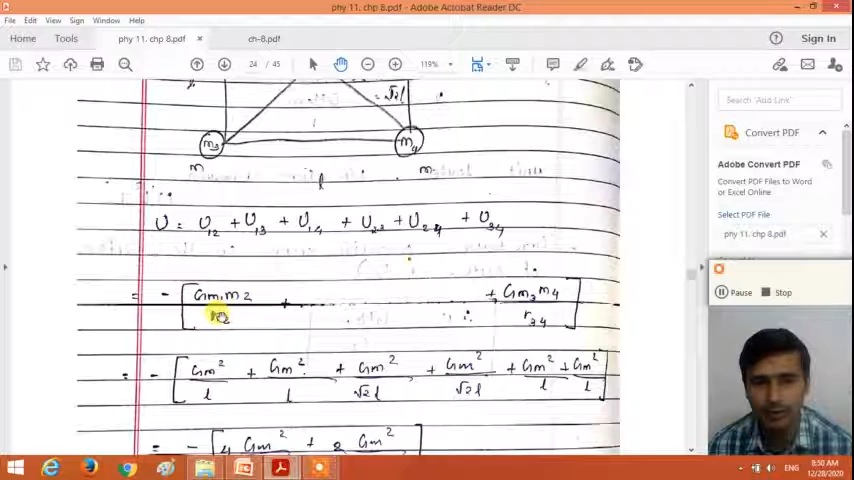 phy 11. chp 8.pdf - Adobe Acrobat Reader DC
File Edit View Sign Window Help
Home Tools phy 11. chp 8.pdf × ch-8.pdf Sign In
24 / 45 119%
= √2l
l
m3 m4
m l m
U = U12 + U13 + U14 + U23 + U24 + U34
= - [ Gm1m2 / r12 + .................. + Gm3m4 / r34 ]
= - [ Gm² / l + Gm² / l + Gm² / √2l + Gm² / √2l + Gm² / l + Gm² / l ]
= - [ 4 Gm² + 2 Gm² ]
Search 'Add Link'
Convert PDF
Adobe Convert PDF
Convert PDF Files to Word
or Excel Online
Select PDF File
phy 11. chp 8.pdf ×
Pause Stop
ENG
8:50 AM
12/28/2020